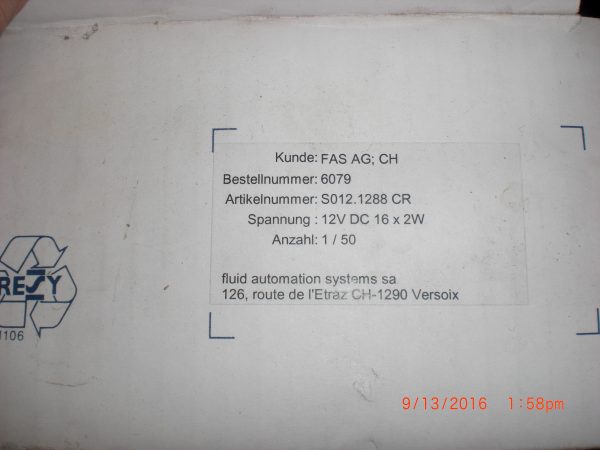 Kunde: FAS AG; CH
Bestellnummer: 6079
Artikelnummer: S012.1288 CR
Spannung : 12V DC 16 x 2W
Anzahl: 1 / 50
fluid automation systems sa
126, route de l'Etraz CH-1290 Versoix
RESY
1106
9/13/2016 1:58pm